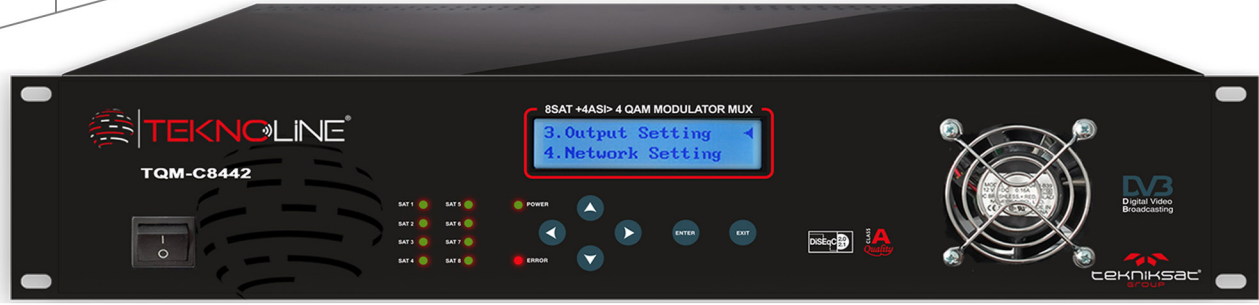 TEKNOLiNE®
TQM-C8442
8SAT +4ASI> 4 QAM MODULATOR MUX
3.Output Setting
4.Network Setting
SAT 1
SAT 5
POWER
SAT 2
SAT 6
SAT 3
SAT 7
SAT 4
SAT 8
ERROR
ENTER
EXIT
DiSEqC
CLASS
A
Quality
DVB
Digital Video
Broadcasting
tekniksat®
GROUP